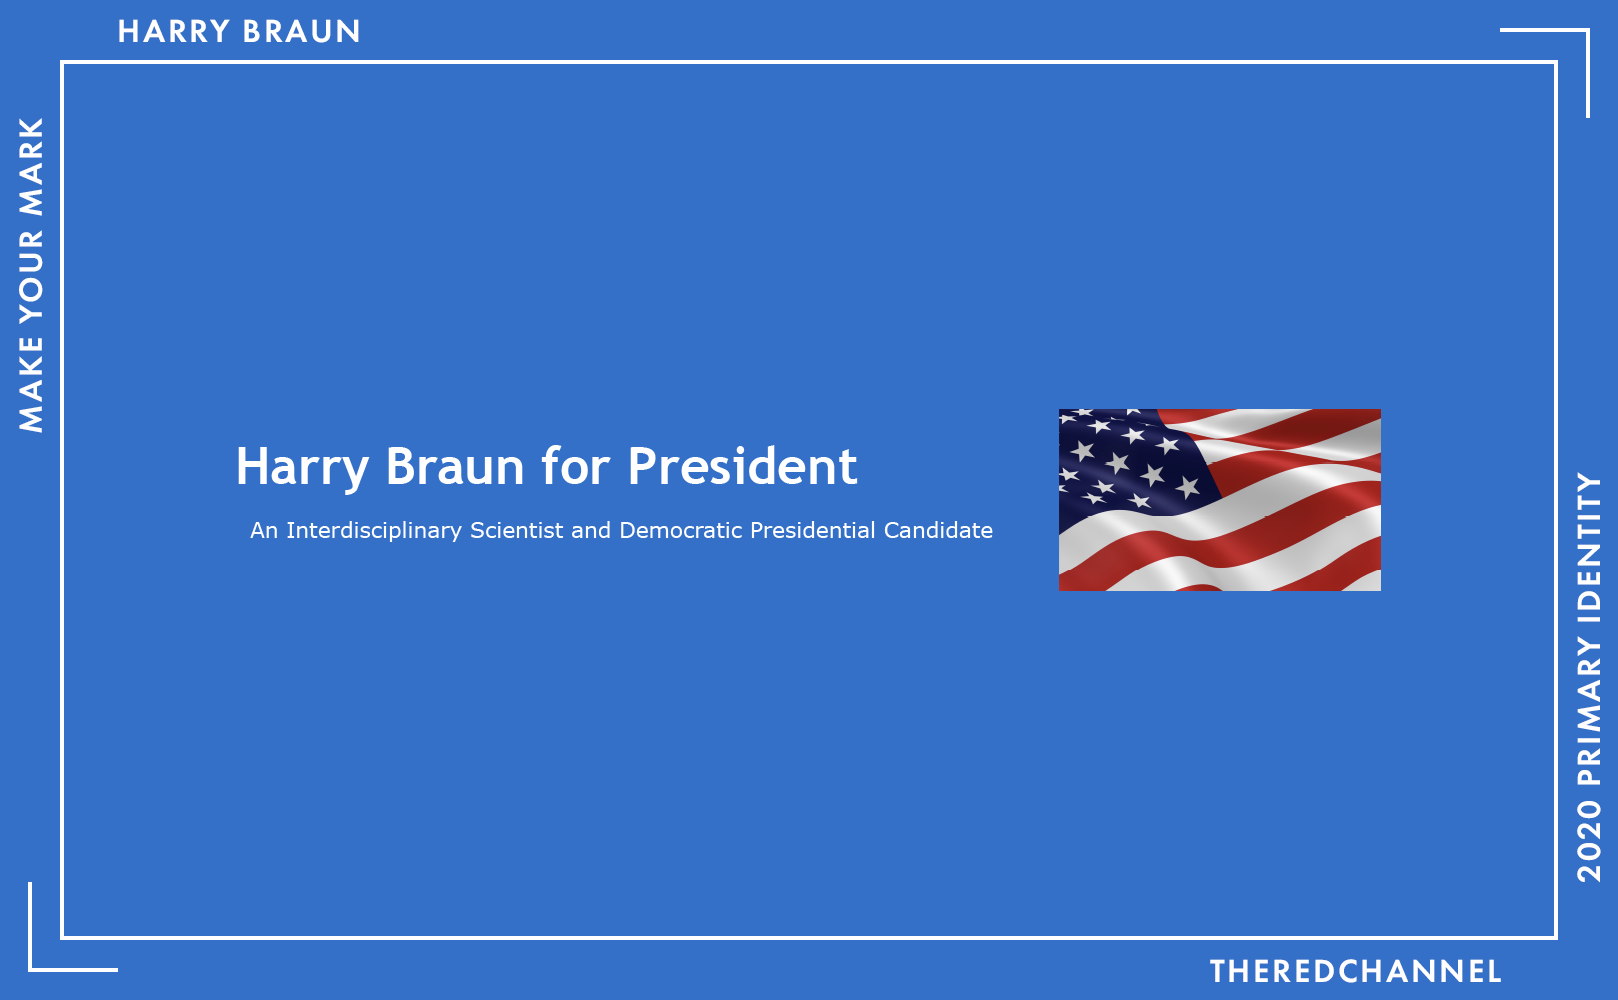 HARRY BRAUN
MAKE YOUR MARK
Harry Braun for President
An Interdisciplinary Scientist and Democratic Presidential Candidate
2020 PRIMARY IDENTITY
THEREDCHANNEL